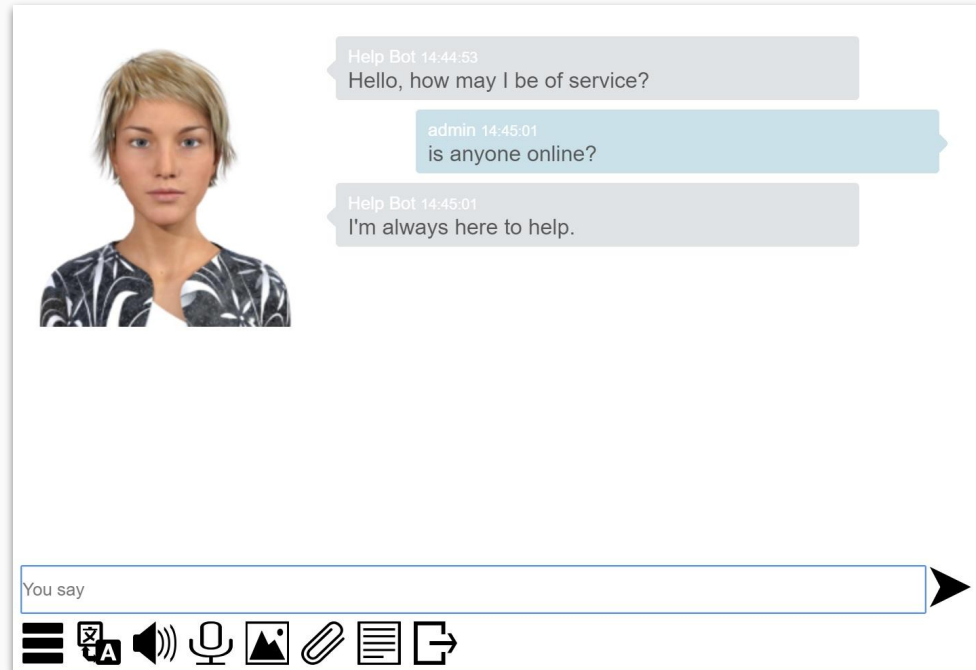 Help Bot 14:44:53
Hello, how may I be of service?
admin 14:45:01
is anyone online?
Help Bot 14:45:01
I'm always here to help.
You say
文
A